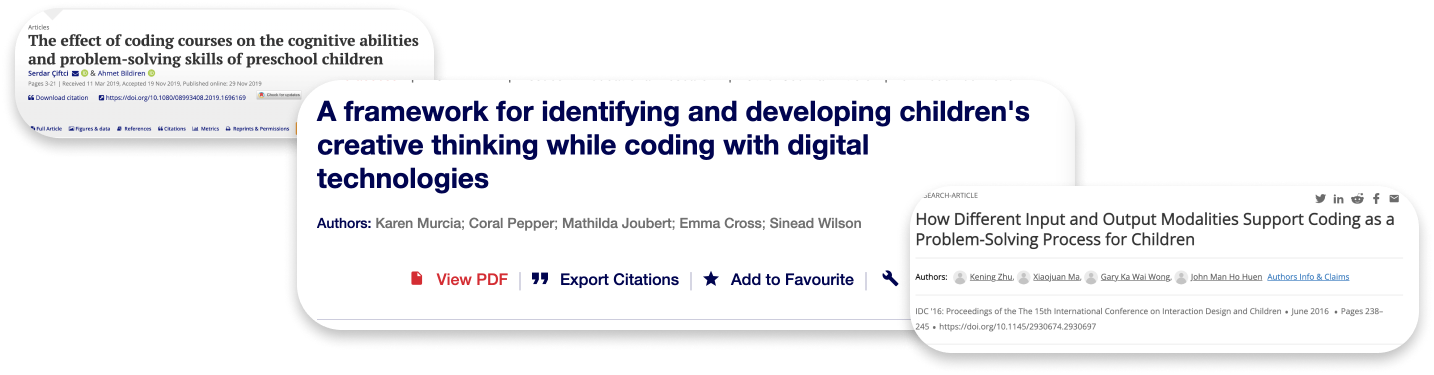 Articles
The effect of coding courses on the cognitive abilities
and problem-solving skills of preschool children
Serdar Çiftci & Ahmet Bildiren
Pages 3-21 | Received 11 Mar 2019, Accepted 19 Nov 2019, Published online: 29 Nov 2019
Download citation https://doi.org/10.1080/08993408.2019.1696169 Check for updates
Full Article Figures & data References Citations Metrics Reprints & Permissions
A framework for identifying and developing children's
creative thinking while coding with digital
technologies
Authors: Karen Murcia; Coral Pepper; Mathilda Joubert; Emma Cross; Sinead Wilson
View PDF Export Citations Add to Favourite
SEARCH-ARTICLE
How Different Input and Output Modalities Support Coding as a
Problem-Solving Process for Children
Authors: Kening Zhu, Xiaojuan Ma, Gary Ka Wai Wong, John Man Ho Huen Authors Info & Claims
IDC '16: Proceedings of the The 15th International Conference on Interaction Design and Children • June 2016 • Pages 238–
245 • https://doi.org/10.1145/2930674.2930697